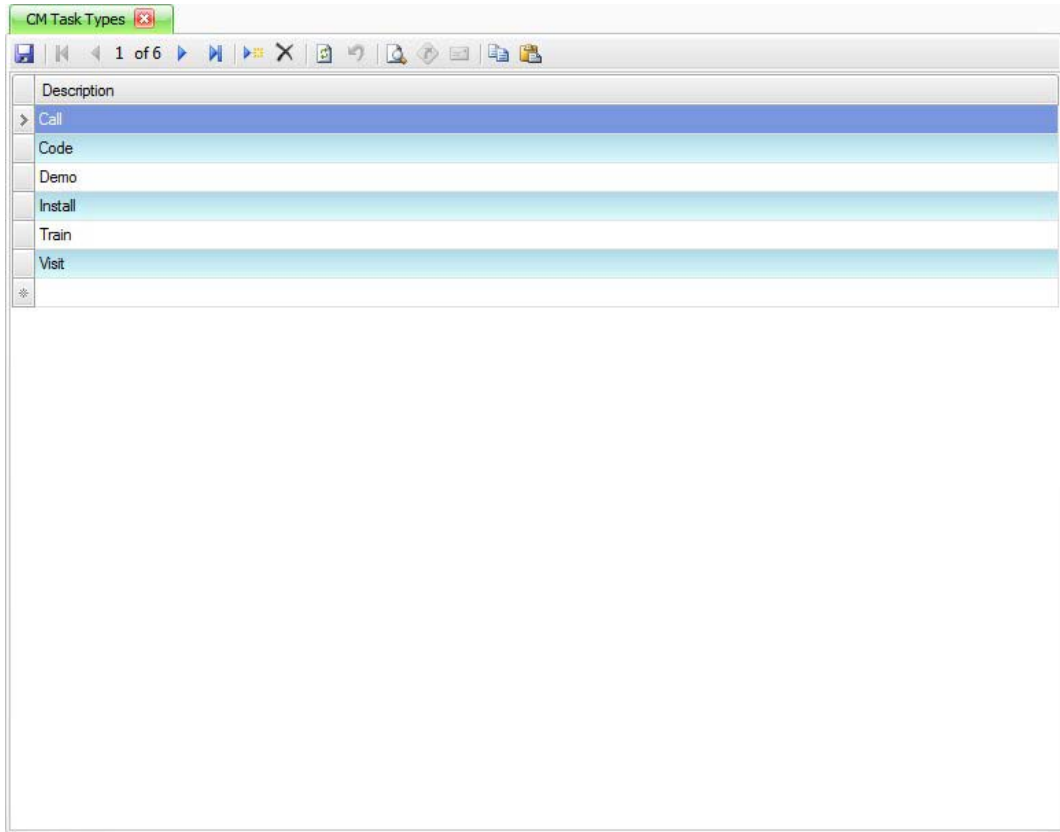 CM Task Types
1 of 6
Description
Call
Code
Demo
Install
Train
Visit